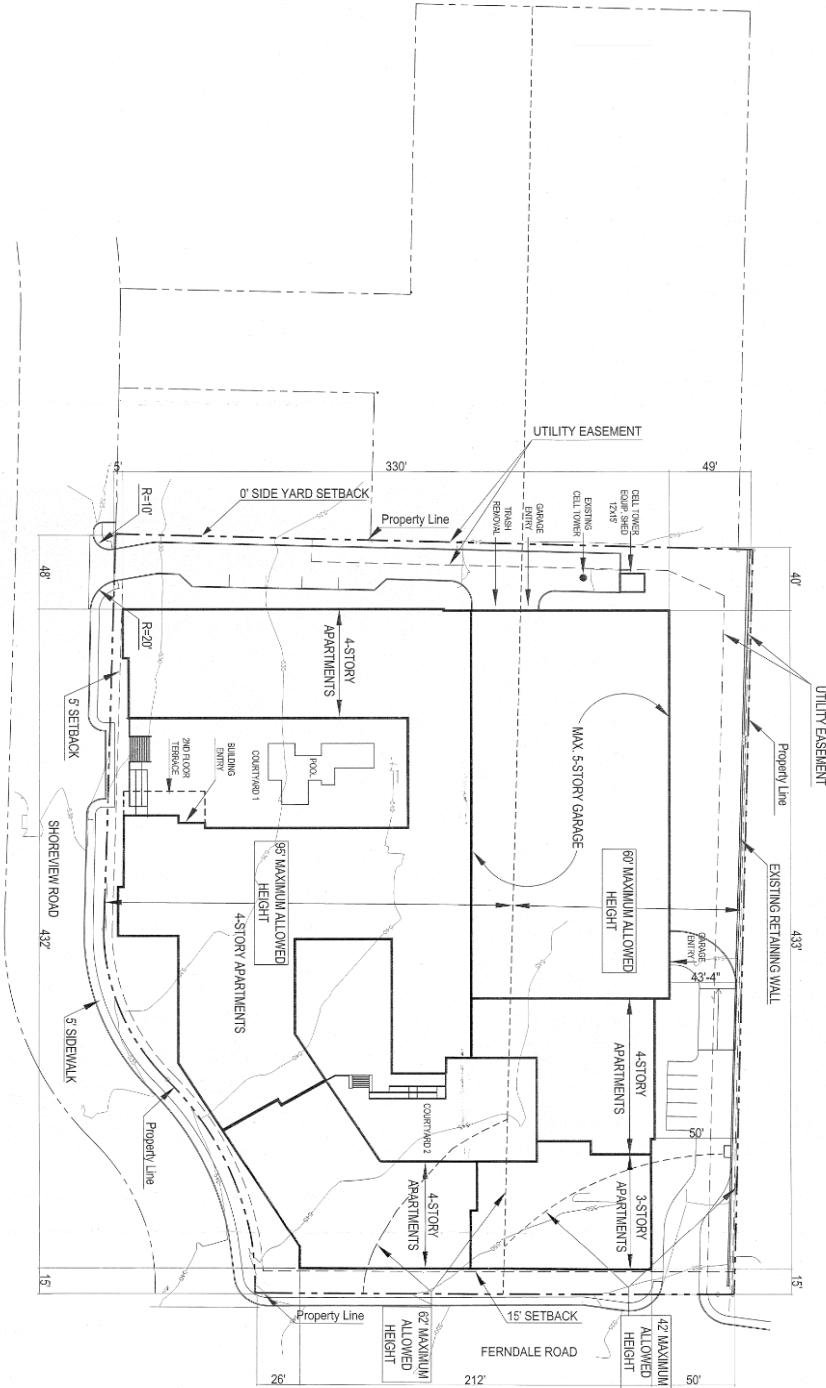 UTILITY EASEMENT
5'
330'
49'
R=10'
0' SIDE YARD SETBACK
Property Line
TRASH
REMOVAL
GARAGE
ENTRY
EXISTING
CELL TOWER
CELL TOWER
EQUIP. SHED
12'x15'
48'
40'
R=20'
4-STORY
APARTMENTS
5' SETBACK
UTILITY EASEMENT
Property Line
2ND FLOOR
TERRACE
BUILDING
ENTRY
COURTYARD 1
POOL
MAX. 5-STORY GARAGE
SHOREVIEW ROAD
95' MAXIMUM ALLOWED
HEIGHT
60' MAXIMUM ALLOWED
HEIGHT
EXISTING RETAINING WALL
4-STORY APARTMENTS
432'
433'
GARAGE
ENTRY
43'-4"
5' SIDEWALK
4-STORY
APARTMENTS
COURTYARD 2
Property Line
50'
4-STORY
APARTMENTS
3-STORY
APARTMENTS
15'
15'
Property Line
15' SETBACK
62' MAXIMUM
ALLOWED
HEIGHT
FERNDALE ROAD
42' MAXIMUM
ALLOWED
HEIGHT
26'
212'
50'